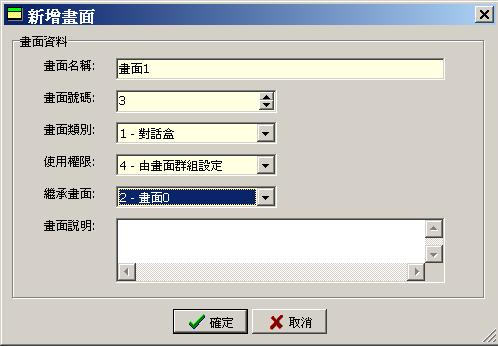 新增畫面
畫面資料
畫面名稱: 畫面1
畫面號碼: 3
畫面類別: 1 - 對話盒
使用權限: 4 - 由畫面群組設定
繼承畫面: 2 - 畫面0
畫面說明:
確定 取消